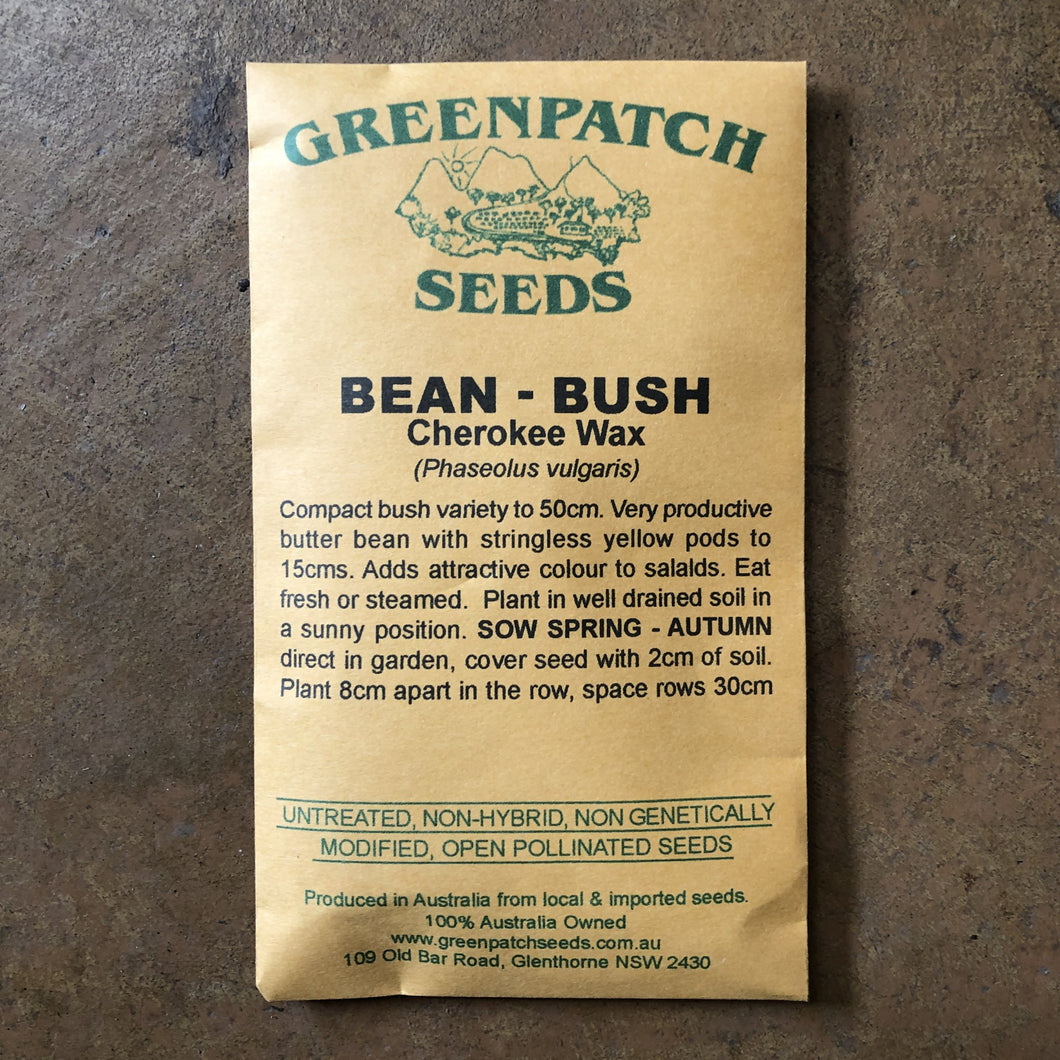 GREENPATCH
SEEDS
BEAN - BUSH
Cherokee Wax
(Phaseolus vulgaris)
Compact bush variety to 50cm. Very productive
butter bean with stringless yellow pods to
15cms. Adds attractive colour to salalds. Eat
fresh or steamed. Plant in well drained soil in
a sunny position. SOW SPRING - AUTUMN
direct in garden, cover seed with 2cm of soil.
Plant 8cm apart in the row, space rows 30cm
UNTREATED, NON-HYBRID, NON GENETICALLY
MODIFIED, OPEN POLLINATED SEEDS
Produced in Australia from local & imported seeds.
100% Australia Owned
www.greenpatchseeds.com.au
109 Old Bar Road, Glenthorne NSW 2430